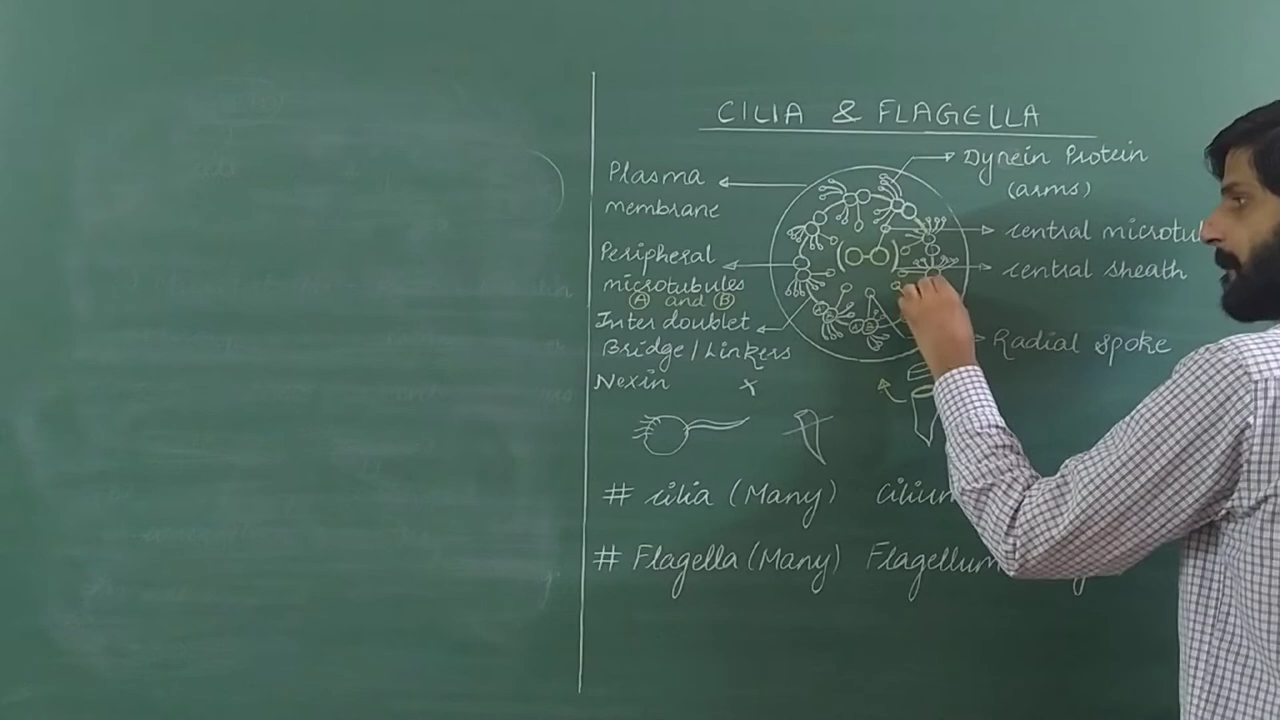 CILIA & FLAGELLA
Dynein Protein
(arms)
Plasma
membrane
central microtu
central sheath
Peripheral
microtubules
A and B
Inter doublet
Bridge/Linkers
Nexin X
Radial spoke
# cilia (Many) Cilium
# Flagella (Many) Flagellum